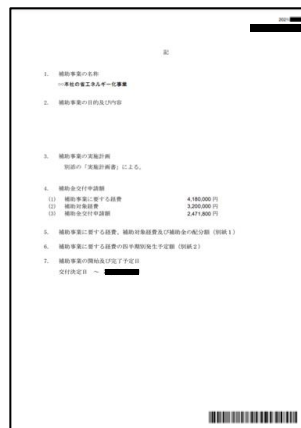 記
1. 補助事業の名称
○○本社の省エネルギー化事業
2. 補助事業の目的及び内容
3. 補助事業の実施計画
別添の「実施計画書」による。
4. 補助金交付申請額
(1) 補助事業に要する経費 4,180,000 円
(2) 補助対象経費 3,200,000 円
(3) 補助金交付申請額 2,471,800 円
5. 補助事業に要する経費、補助対象経費及び補助金の配分額(別紙1)
6. 補助事業に要する経費の四半期別発生予定額(別紙2)
7. 補助事業の開始及び完了予定日
交付決定日 ~